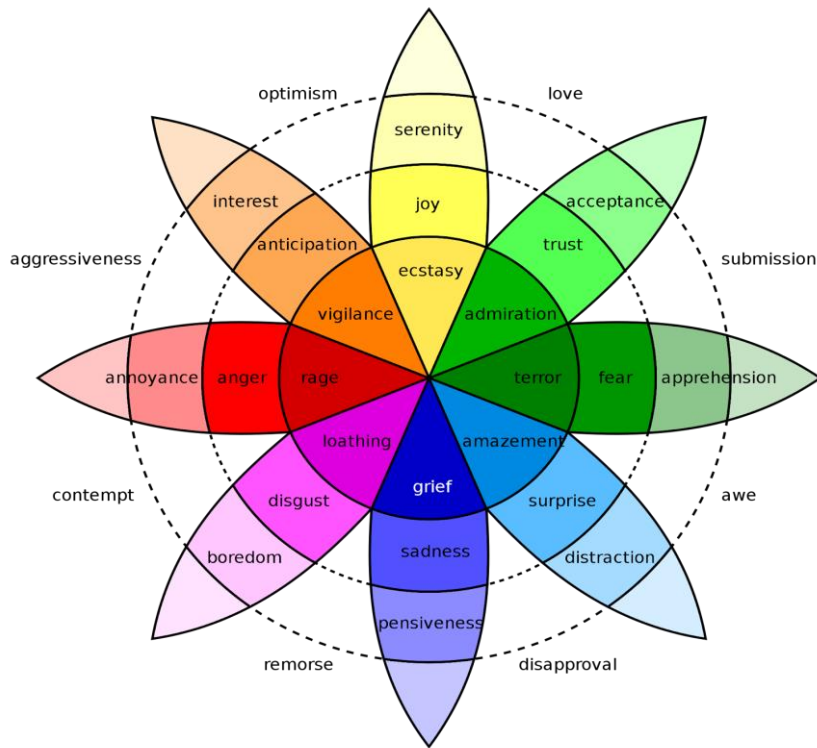 optimism
love
serenity
interest
acceptance
joy
anticipation
trust
aggressiveness
submission
ecstasy
vigilance
admiration
annoyance
anger
rage
terror
fear
apprehension
loathing
amazement
grief
contempt
disgust
surprise
awe
boredom
sadness
distraction
pensiveness
remorse
disapproval